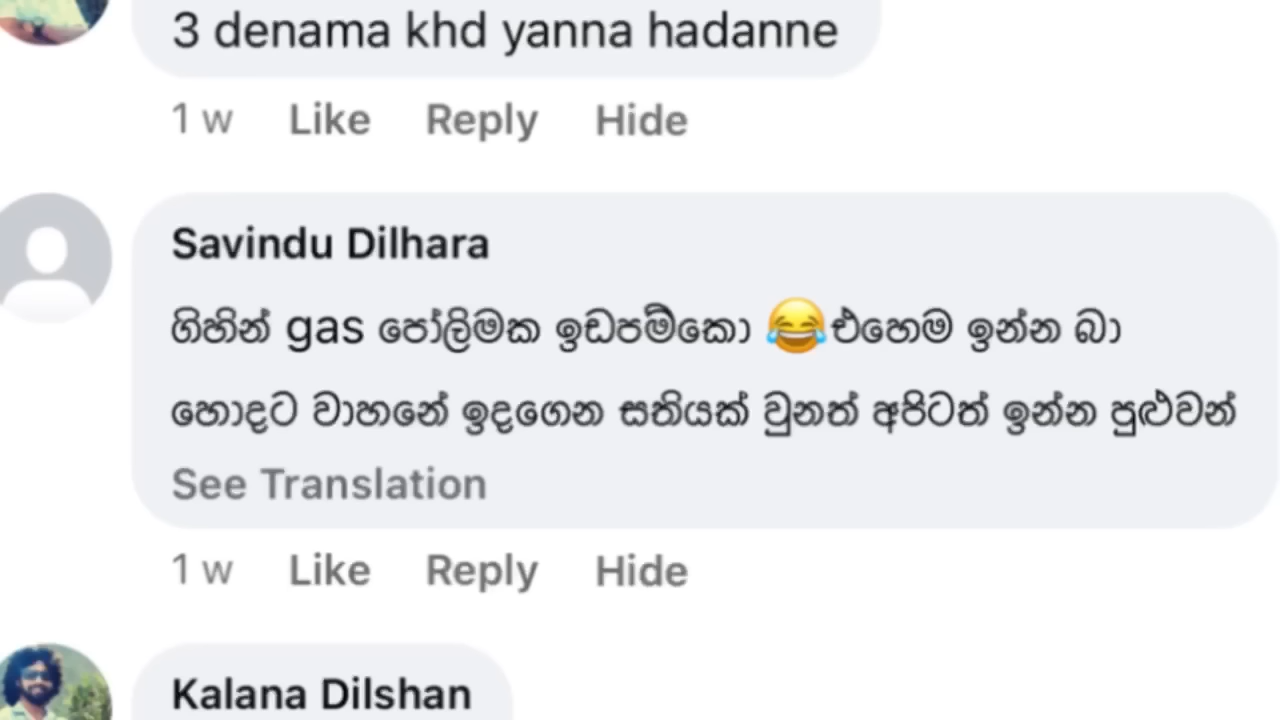 3 denama khd yanna hadanne
1 w Like Reply Hide
Savindu Dilhara
ගිහින් gas පෝලිමක ඉඩපම්කො 😂එහෙම ඉන්න බා
හොදට වාහනේ ඉදගෙන සතියක් වුනත් අපිටත් ඉන්න පුළුවන්
See Translation
1 w Like Reply Hide
Kalana Dilshan